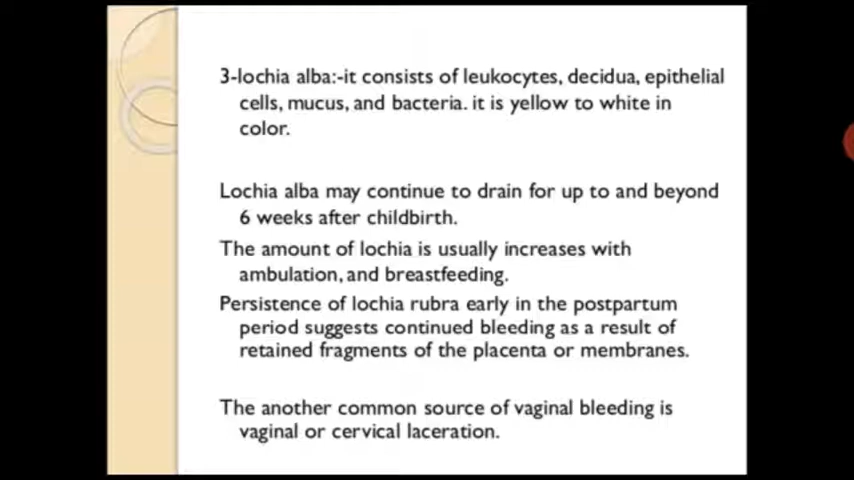 3-lochia alba:-it consists of leukocytes, decidua, epithelial
cells, mucus, and bacteria. it is yellow to white in
color.
Lochia alba may continue to drain for up to and beyond
6 weeks after childbirth.
The amount of lochia is usually increases with
ambulation, and breastfeeding.
Persistence of lochia rubra early in the postpartum
period suggests continued bleeding as a result of
retained fragments of the placenta or membranes.
The another common source of vaginal bleeding is
vaginal or cervical laceration.